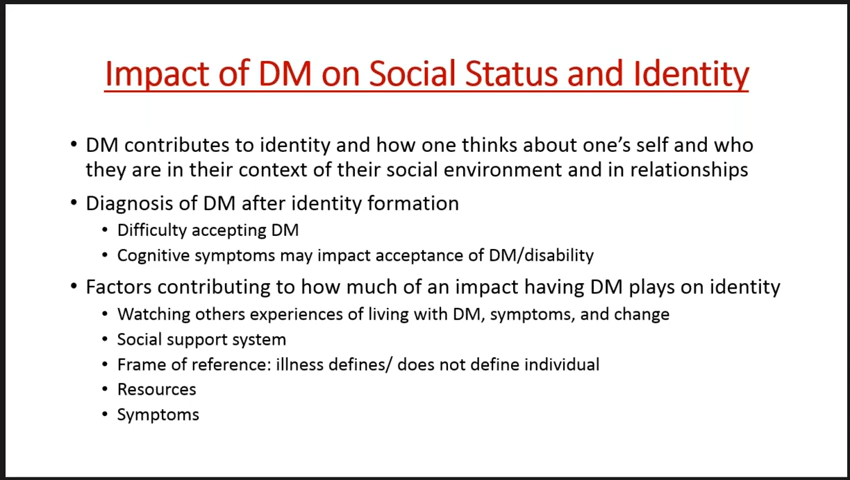 Impact of DM on Social Status and Identity
• DM contributes to identity and how one thinks about one's self and who
they are in their context of their social environment and in relationships
• Diagnosis of DM after identity formation
• Difficulty accepting DM
• Cognitive symptoms may impact acceptance of DM/disability
• Factors contributing to how much of an impact having DM plays on identity
• Watching others experiences of living with DM, symptoms, and change
• Social support system
• Frame of reference: illness defines/ does not define individual
• Resources
• Symptoms